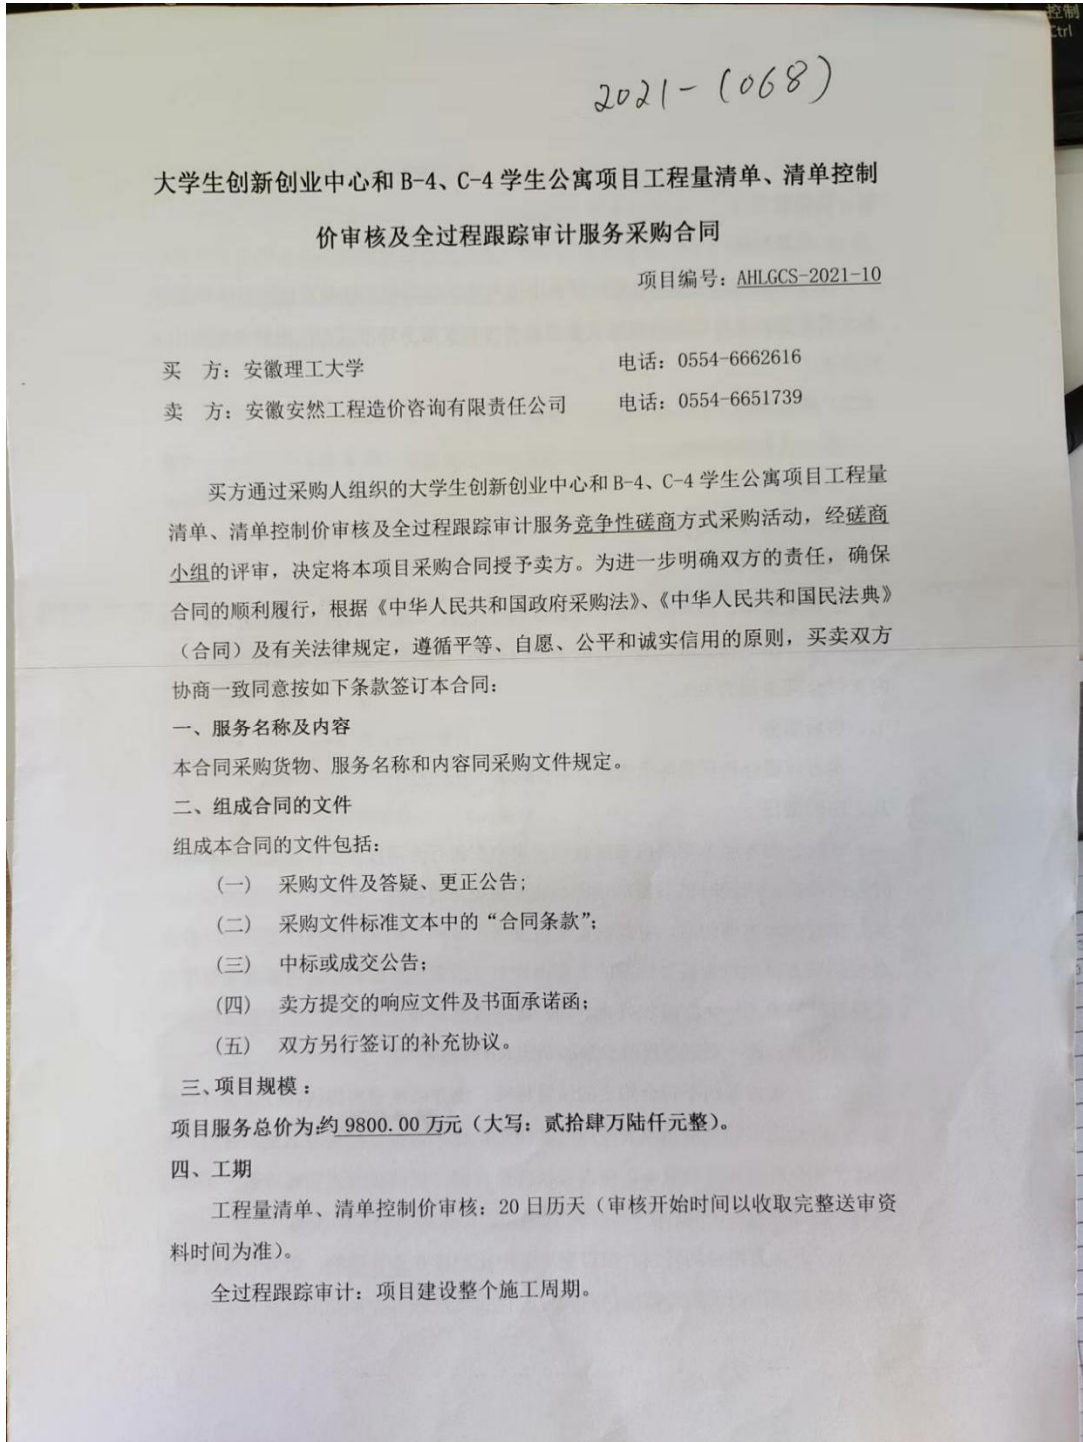 控制
Ctrl
2021-(068)
大学生创新创业中心和 B-4、C-4 学生公寓项目工程量清单、清单控制
价审核及全过程跟踪审计服务采购合同
项目编号：AHLGCS-2021-10
买 方：安徽理工大学 电话：0554-6662616
卖 方：安徽安然工程造价咨询有限责任公司 电话：0554-6651739
买方通过采购人组织的大学生创新创业中心和 B-4、C-4 学生公寓项目工程量
清单、清单控制价审核及全过程跟踪审计服务竞争性磋商方式采购活动，经磋商
小组的评审，决定将本项目采购合同授予卖方。为进一步明确双方的责任，确保
合同的顺利履行，根据《中华人民共和国政府采购法》、《中华人民共和国民法典》
（合同）及有关法律规定，遵循平等、自愿、公平和诚实信用的原则，买卖双方
协商一致同意按如下条款签订本合同：
一、服务名称及内容
本合同采购货物、服务名称和内容同采购文件规定。
二、组成合同的文件
组成本合同的文件包括：
(一) 采购文件及答疑、更正公告；
(二) 采购文件标准文本中的“合同条款”；
(三) 中标或成交公告；
(四) 卖方提交的响应文件及书面承诺函；
(五) 双方另行签订的补充协议。
三、项目规模：
项目服务总价为:约 9800.00 万元（大写：贰拾肆万陆仟元整）。
四、工期
工程量清单、清单控制价审核：20 日历天（审核开始时间以收取完整送审资
料时间为准）。
全过程跟踪审计：项目建设整个施工周期。